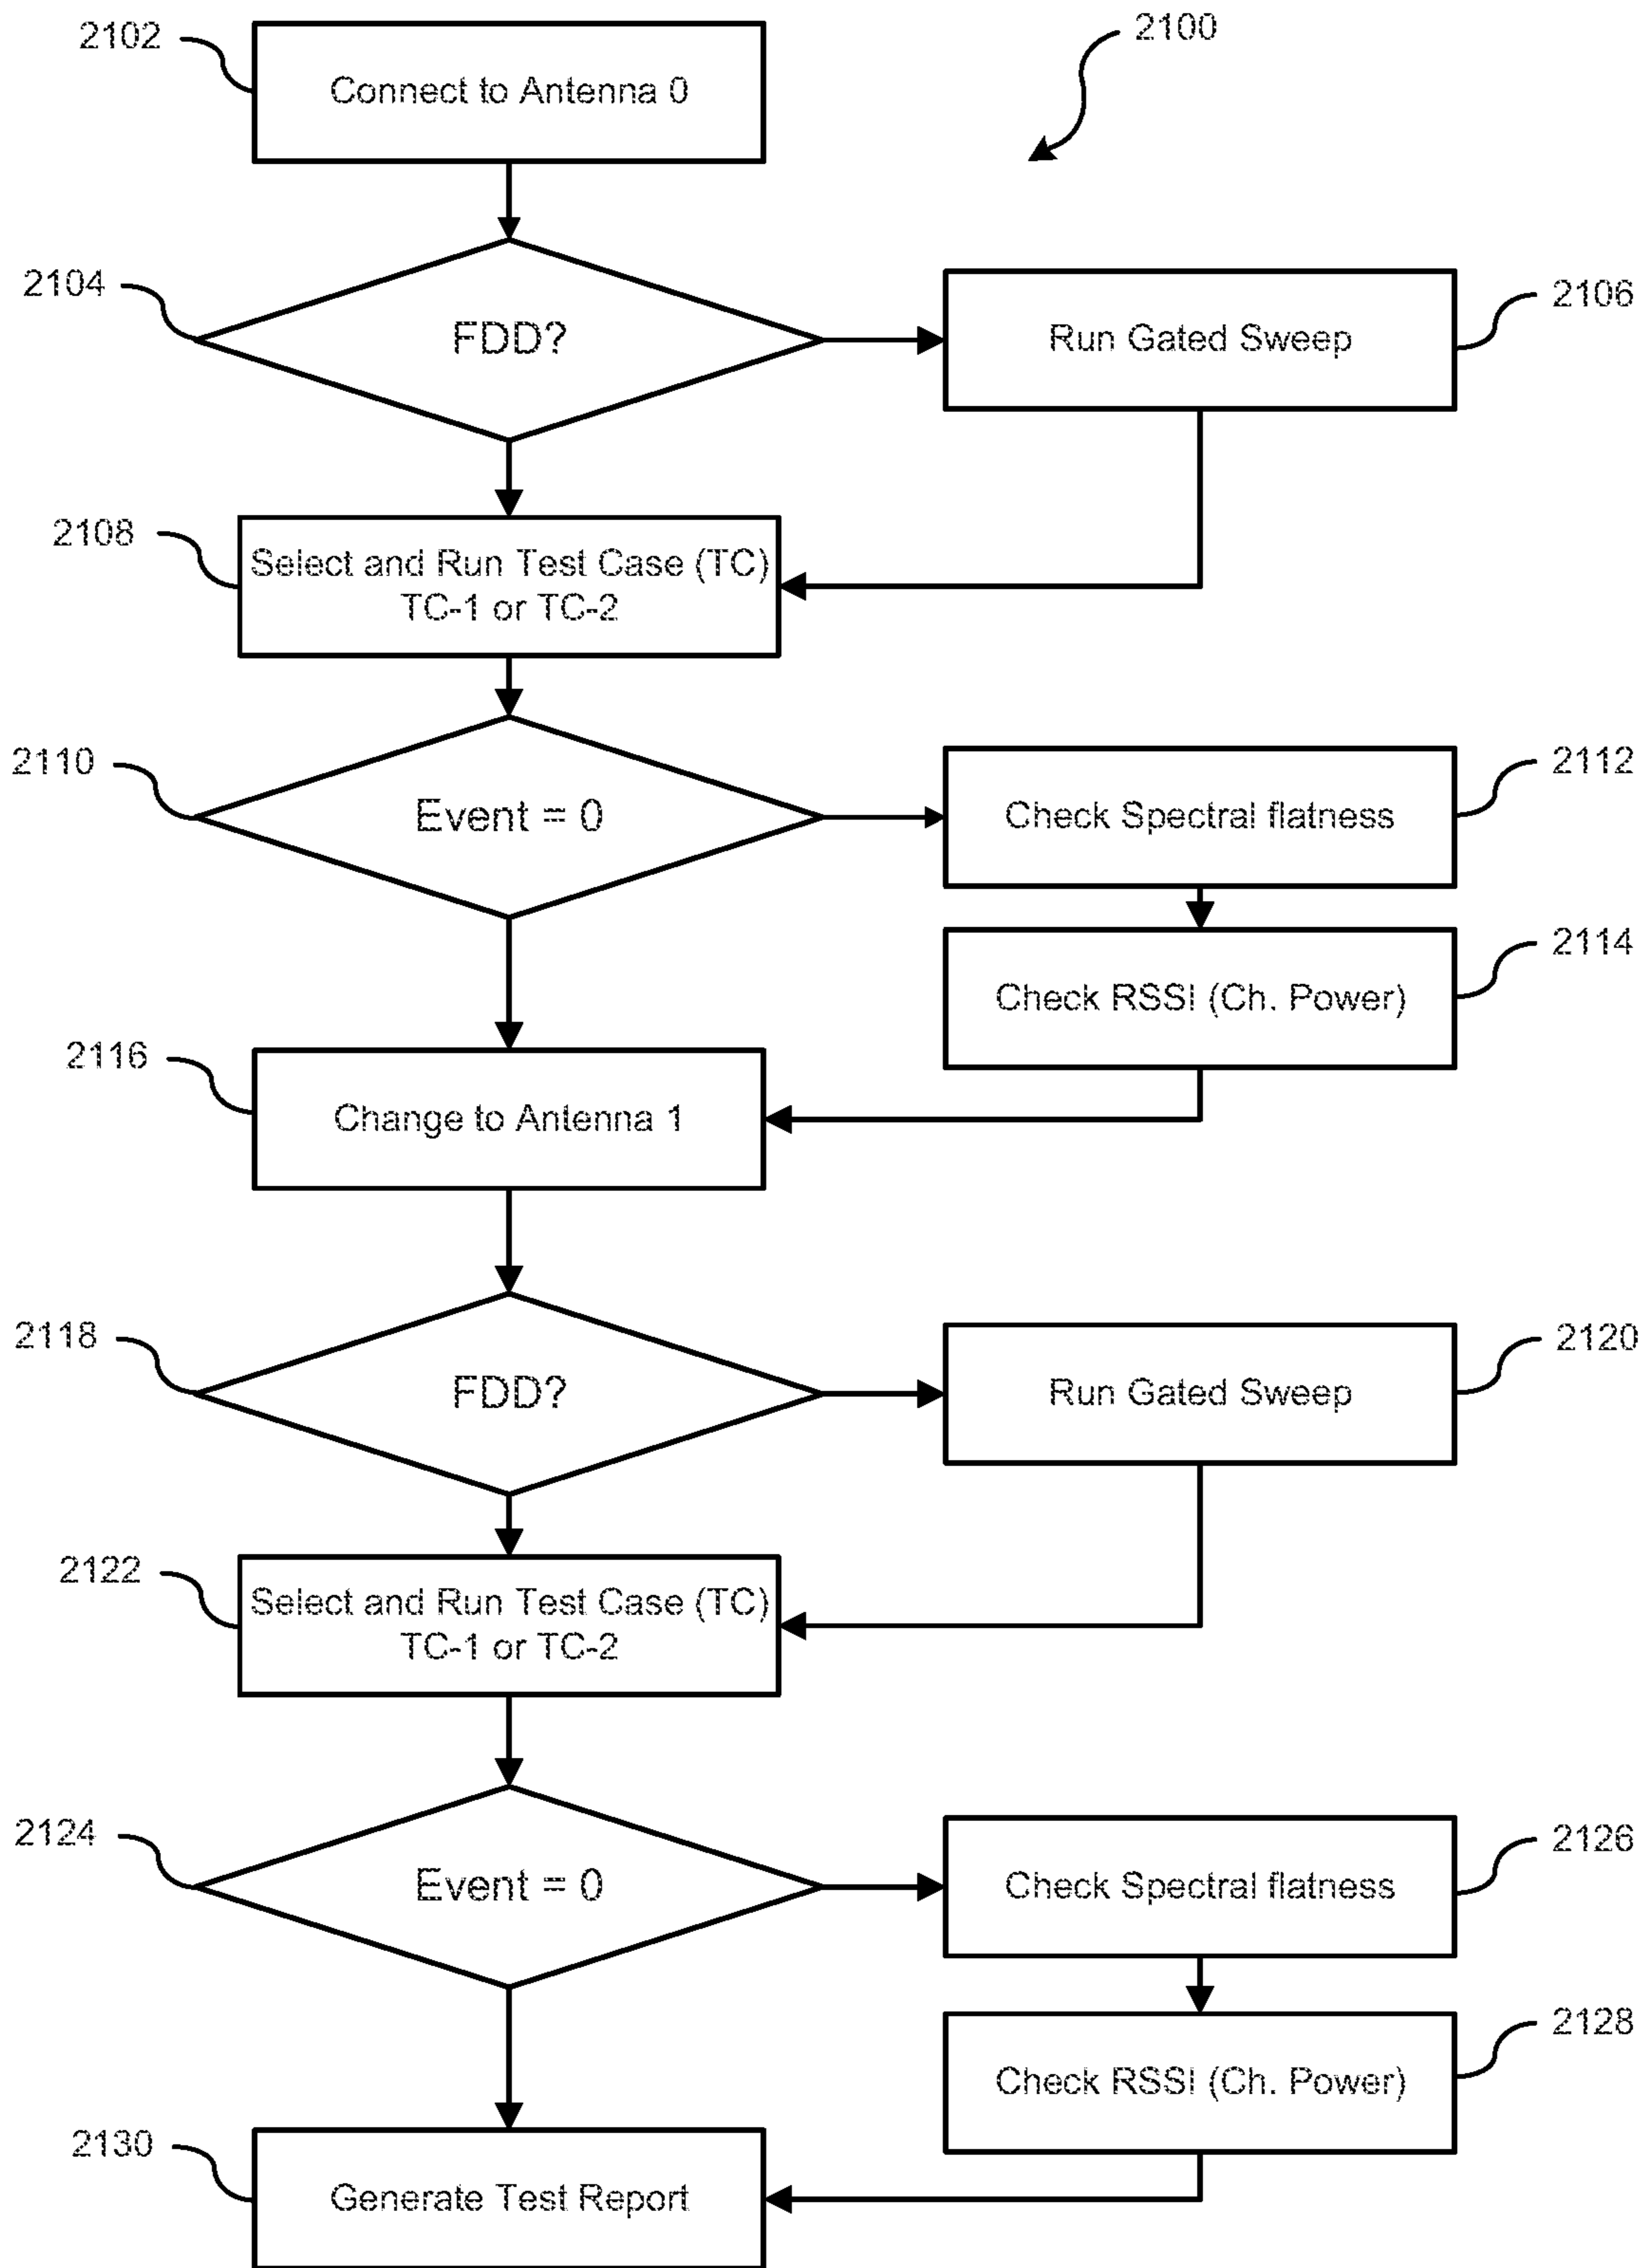 2102
Connect to Antenna 0
2100
2104
FDD?
Run Gated Sweep
2106
2108
Select and Run Test Case (TC)
TC-1 or TC-2
2110
Event = 0
Check Spectral flatness
2112
Check RSSI (Ch. Power)
2114
2116
Change to Antenna 1
2118
FDD?
Run Gated Sweep
2120
2122
Select and Run Test Case (TC)
TC-1 or TC-2
2124
Event = 0
Check Spectral flatness
2126
Check RSSI (Ch. Power)
2128
2130
Generate Test Report